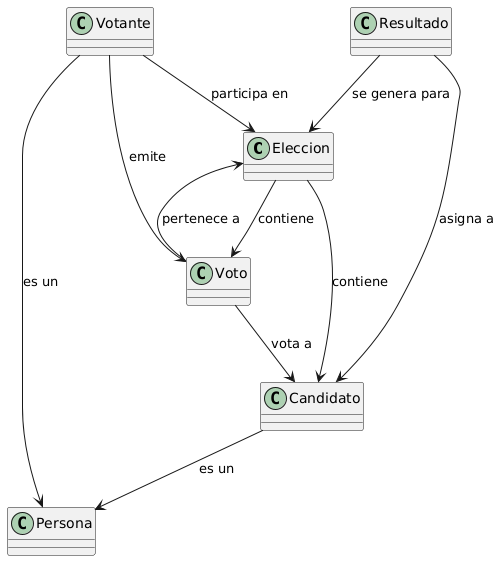 C Votante
C Resultado
participa en
se genera para
C Eleccion
emite
pertenece a
contiene
asigna a
es un
C Voto
contiene
vota a
C Candidato
es un
C Persona